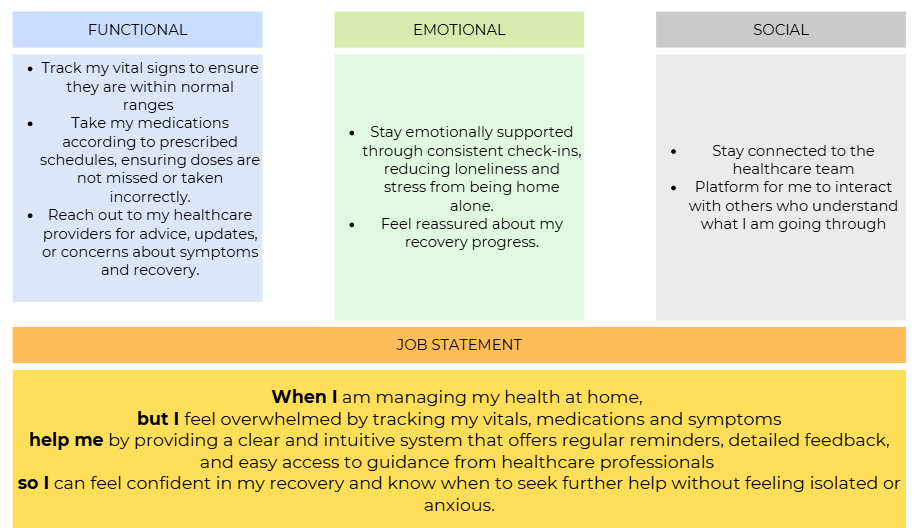 FUNCTIONAL
• Track my vital signs to ensure
they are within normal
ranges
• Take my medications
according to prescribed
schedules, ensuring doses are
not missed or taken
incorrectly.
• Reach out to my healthcare
providers for advice, updates,
or concerns about symptoms
and recovery.
EMOTIONAL
• Stay emotionally supported
through consistent check-ins,
reducing loneliness and
stress from being home
alone.
• Feel reassured about my
recovery progress.
SOCIAL
• Stay connected to the
healthcare team
• Platform for me to interact
with others who understand
what I am going through
JOB STATEMENT
When I am managing my health at home,
but I feel overwhelmed by tracking my vitals, medications and symptoms
help me by providing a clear and intuitive system that offers regular reminders, detailed feedback,
and easy access to guidance from healthcare professionals
so I can feel confident in my recovery and know when to seek further help without feeling isolated or
anxious.